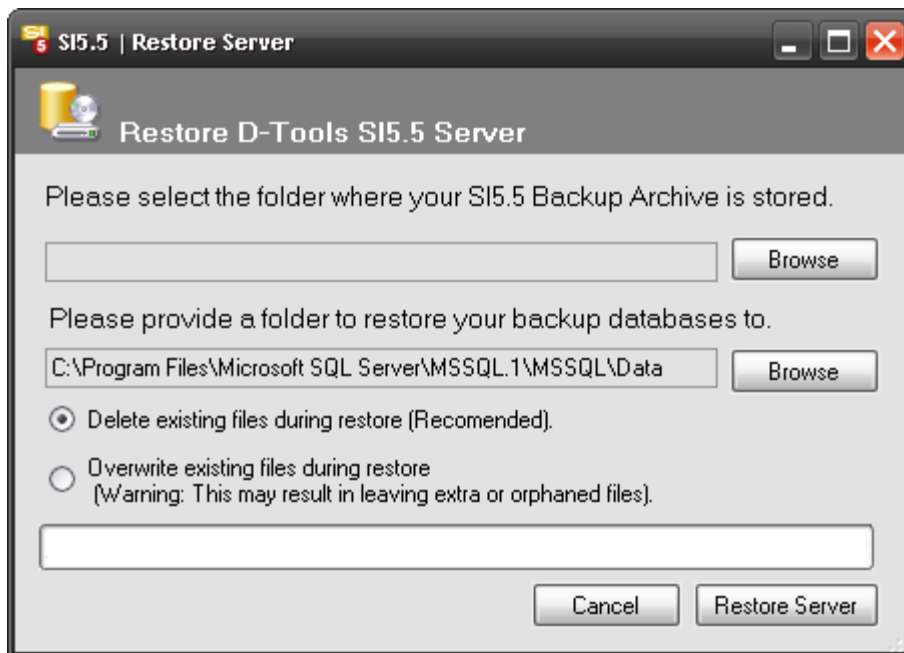 SI
5
SI5.5 | Restore Server
Restore D-Tools SI5.5 Server
Please select the folder where your SI5.5 Backup Archive is stored.
Browse
Please provide a folder to restore your backup databases to.
C:\Program Files\Microsoft SQL Server\MSSQL.1\MSSQL\Data
Browse
Delete existing files during restore (Recomended).
Overwrite existing files during restore
(Warning: This may result in leaving extra or orphaned files).
Cancel
Restore Server